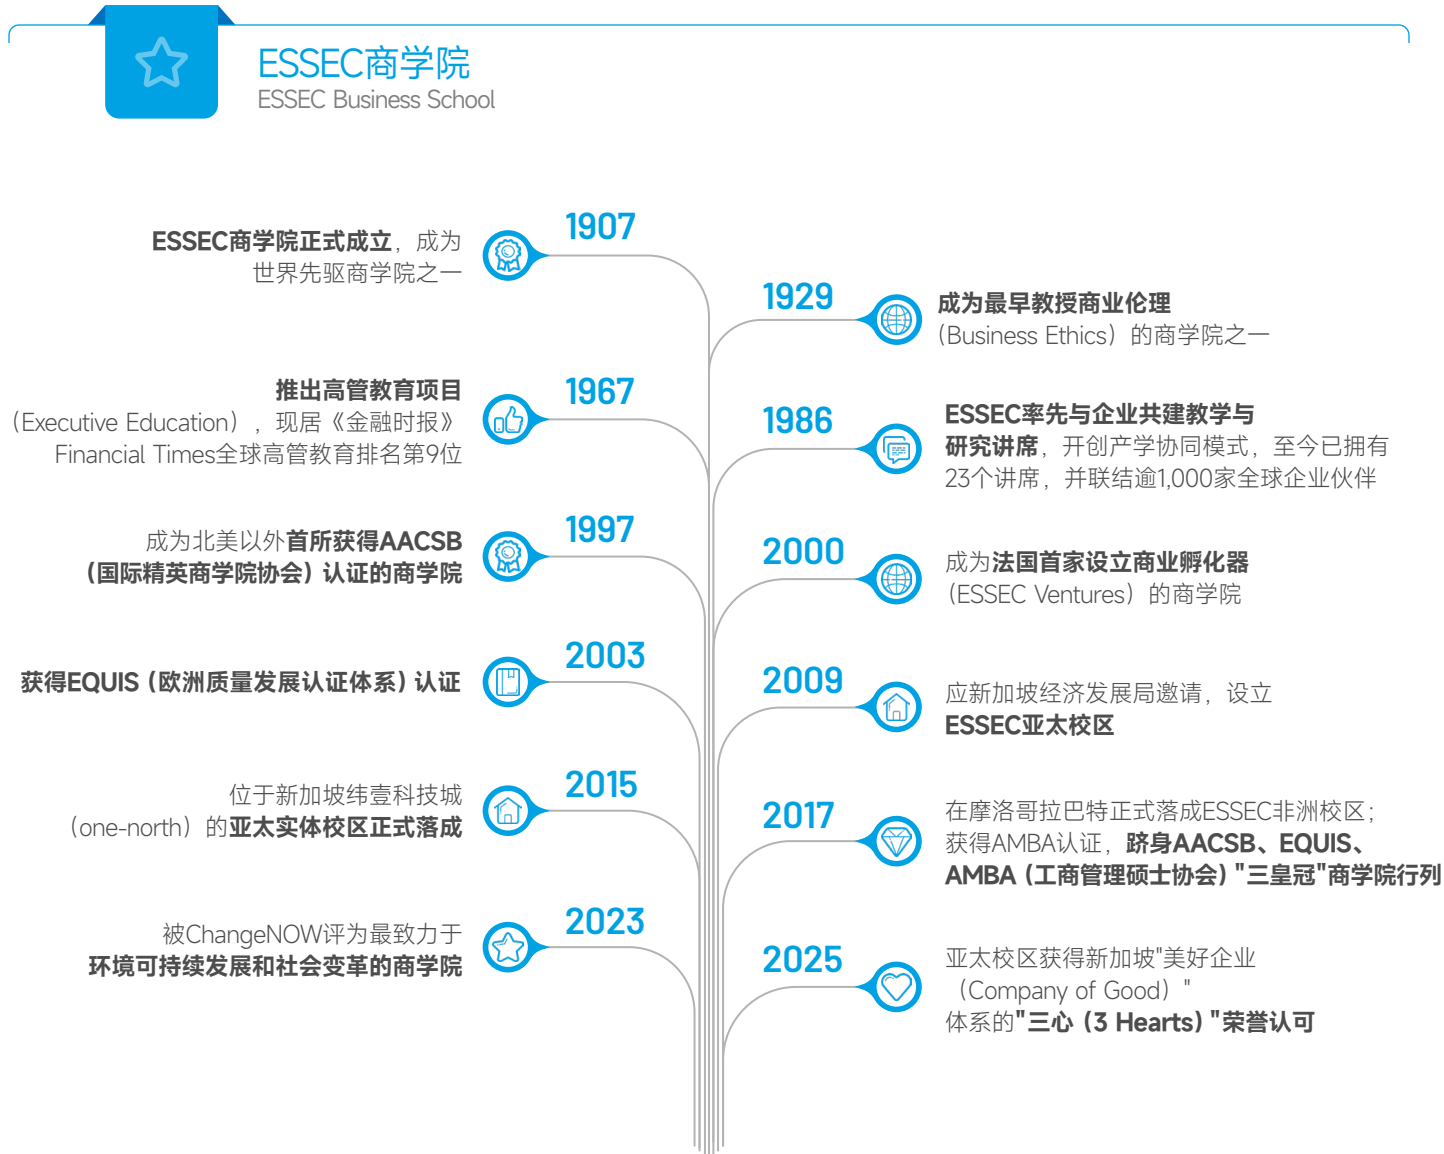 ESSEC商学院
ESSEC Business School
1907
ESSEC商学院正式成立，成为
世界先驱商学院之一
1929
成为最早教授商业伦理
（Business Ethics）的商学院之一
1967
推出高管教育项目
（Executive Education），现居《金融时报》
Financial Times全球高管教育排名第9位
1986
ESSEC率先与企业共建教学与
研究讲席，开创产学协同模式，至今已拥有
23个讲席，并联结逾1,000家全球企业伙伴
1997
成为北美以外首所获得AACSB
（国际精英商学院协会）认证的商学院
2000
成为法国首家设立商业孵化器
（ESSEC Ventures）的商学院
2003
获得EQUIS（欧洲质量发展认证体系）认证
2009
应新加坡经济发展局邀请，设立
ESSEC亚太校区
2015
位于新加坡纬壹科技城
（one-north）的亚太实体校区正式落成
2017
在摩洛哥拉巴特正式落成ESSEC非洲校区；
获得AMBA认证，跻身AACSB、EQUIS、
AMBA（工商管理硕士协会）"三皇冠"商学院行列
2023
被ChangeNOW评为最致力于
环境可持续发展和社会变革的商学院
2025
亚太校区获得新加坡"美好企业
（Company of Good）"
体系的"三心（3 Hearts）"荣誉认可